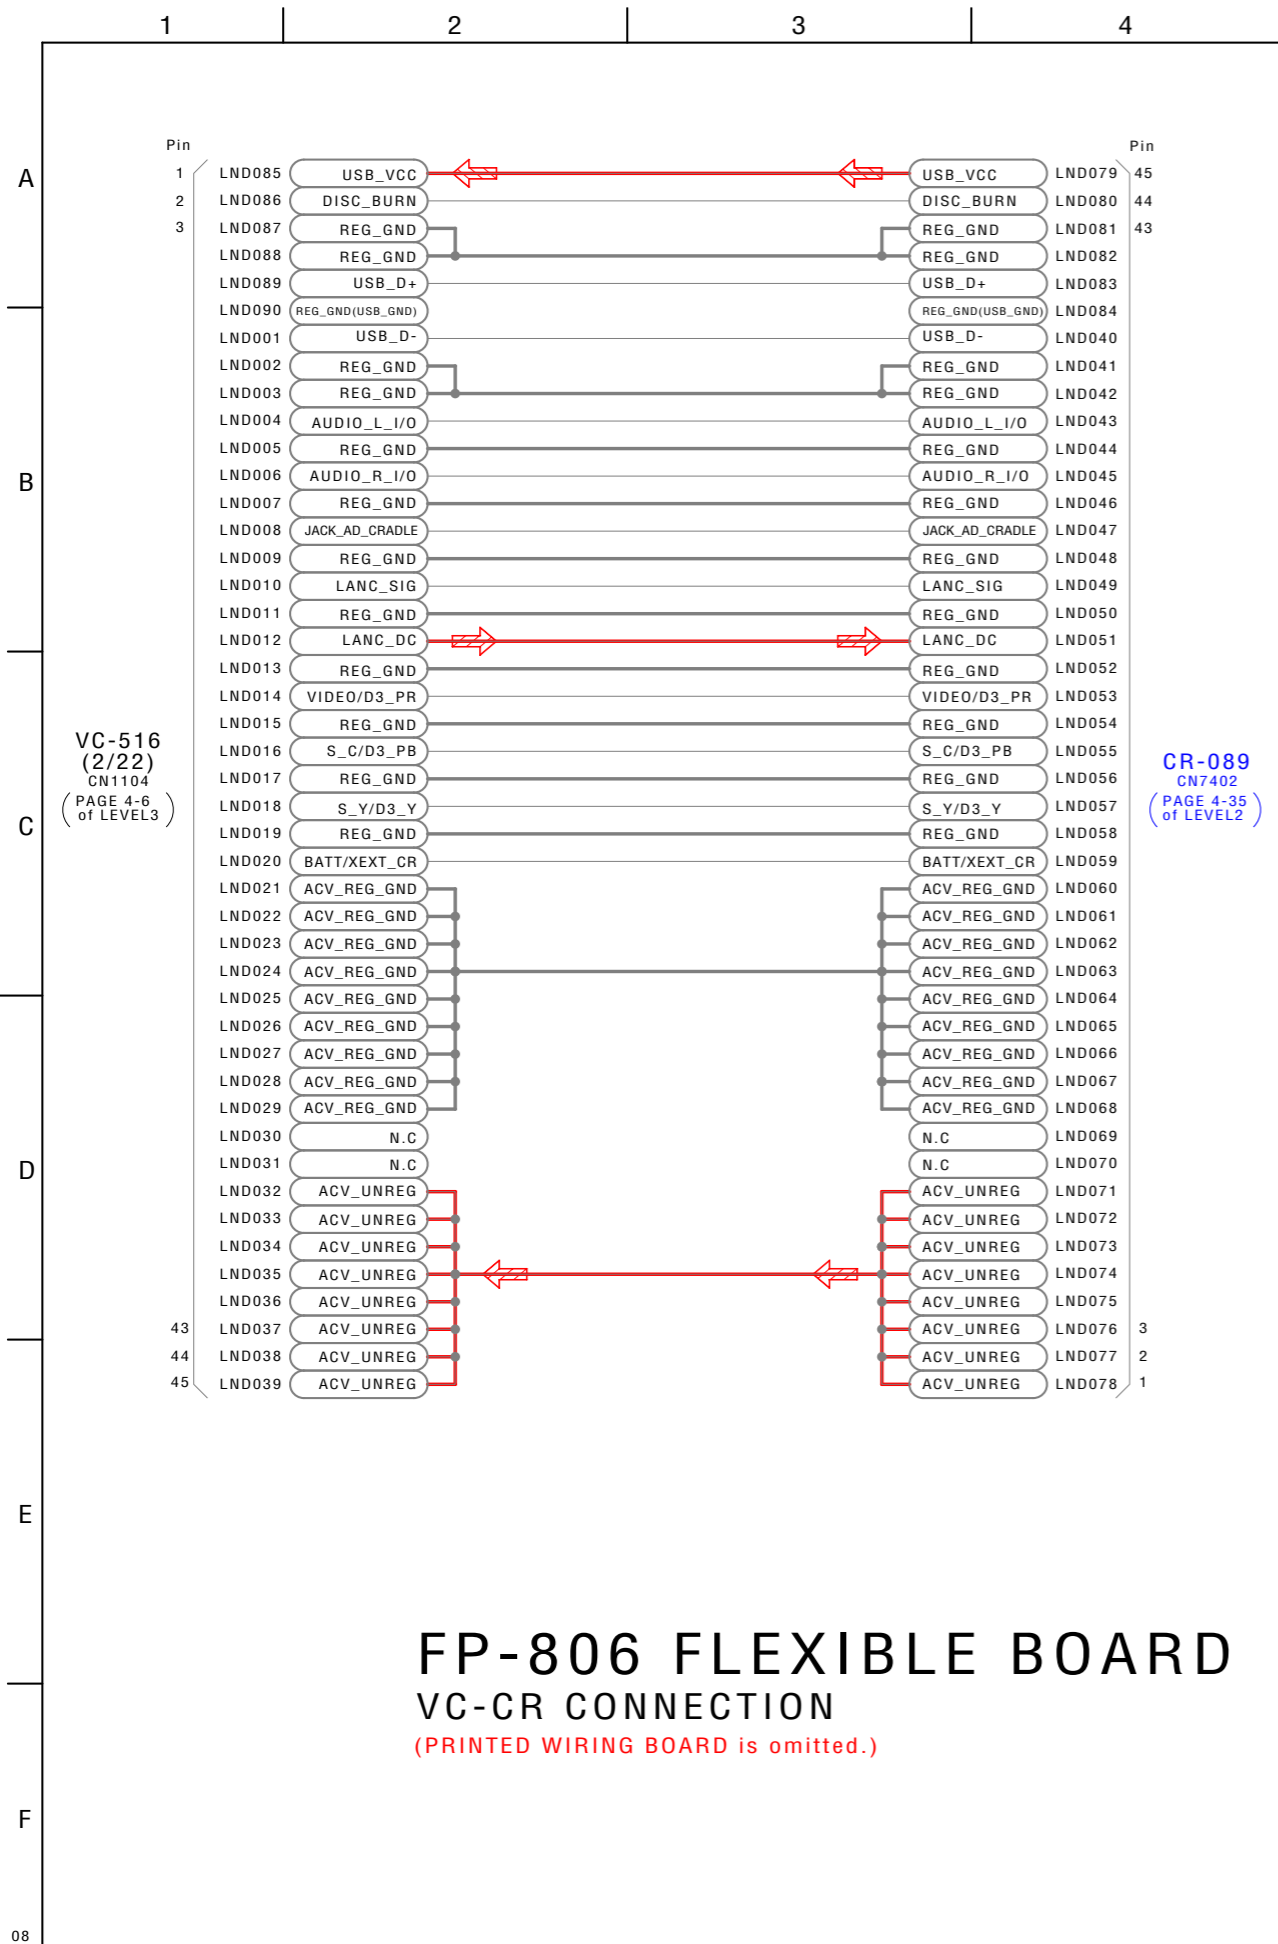 1 2 3 4
Pin Pin
A
1 LND085 USB_VCC USB_VCC LND079 45
2 LND086 DISC_BURN DISC_BURN LND080 44
3 LND087 REG_GND REG_GND LND081 43
LND088 REG_GND REG_GND LND082
LND089 USB_D+ USB_D+ LND083
LND090 REG_GND(USB_GND) REG_GND(USB_GND) LND084
LND001 USB_D- USB_D- LND040
LND002 REG_GND REG_GND LND041
LND003 REG_GND REG_GND LND042
LND004 AUDIO_L_I/O AUDIO_L_I/O LND043
LND005 REG_GND REG_GND LND044
B
LND006 AUDIO_R_I/O AUDIO_R_I/O LND045
LND007 REG_GND REG_GND LND046
LND008 JACK_AD_CRADLE JACK_AD_CRADLE LND047
LND009 REG_GND REG_GND LND048
LND010 LANC_SIG LANC_SIG LND049
LND011 REG_GND REG_GND LND050
LND012 LANC_DC LANC_DC LND051
LND013 REG_GND REG_GND LND052
LND014 VIDEO/D3_PR VIDEO/D3_PR LND053
LND015 REG_GND REG_GND LND054
LND016 S_C/D3_PB S_C/D3_PB LND055
LND017 REG_GND REG_GND LND056
LND018 S_Y/D3_Y S_Y/D3_Y LND057
LND019 REG_GND REG_GND LND058
VC-516
(2/22)
CN1104
(PAGE 4-6
of LEVEL3)
CR-089
CN7402
(PAGE 4-35
of LEVEL2)
C
LND020 BATT/XEXT_CR BATT/XEXT_CR LND059
LND021 ACV_REG_GND ACV_REG_GND LND060
LND022 ACV_REG_GND ACV_REG_GND LND061
LND023 ACV_REG_GND ACV_REG_GND LND062
LND024 ACV_REG_GND ACV_REG_GND LND063
LND025 ACV_REG_GND ACV_REG_GND LND064
LND026 ACV_REG_GND ACV_REG_GND LND065
LND027 ACV_REG_GND ACV_REG_GND LND066
LND028 ACV_REG_GND ACV_REG_GND LND067
LND029 ACV_REG_GND ACV_REG_GND LND068
LND030 N.C N.C LND069
D
LND031 N.C N.C LND070
LND032 ACV_UNREG ACV_UNREG LND071
LND033 ACV_UNREG ACV_UNREG LND072
LND034 ACV_UNREG ACV_UNREG LND073
LND035 ACV_UNREG ACV_UNREG LND074
LND036 ACV_UNREG ACV_UNREG LND075
43 LND037 ACV_UNREG ACV_UNREG LND076 3
44 LND038 ACV_UNREG ACV_UNREG LND077 2
45 LND039 ACV_UNREG ACV_UNREG LND078 1
E
FP-806 FLEXIBLE BOARD
VC-CR CONNECTION
(PRINTED WIRING BOARD is omitted.)
F
08